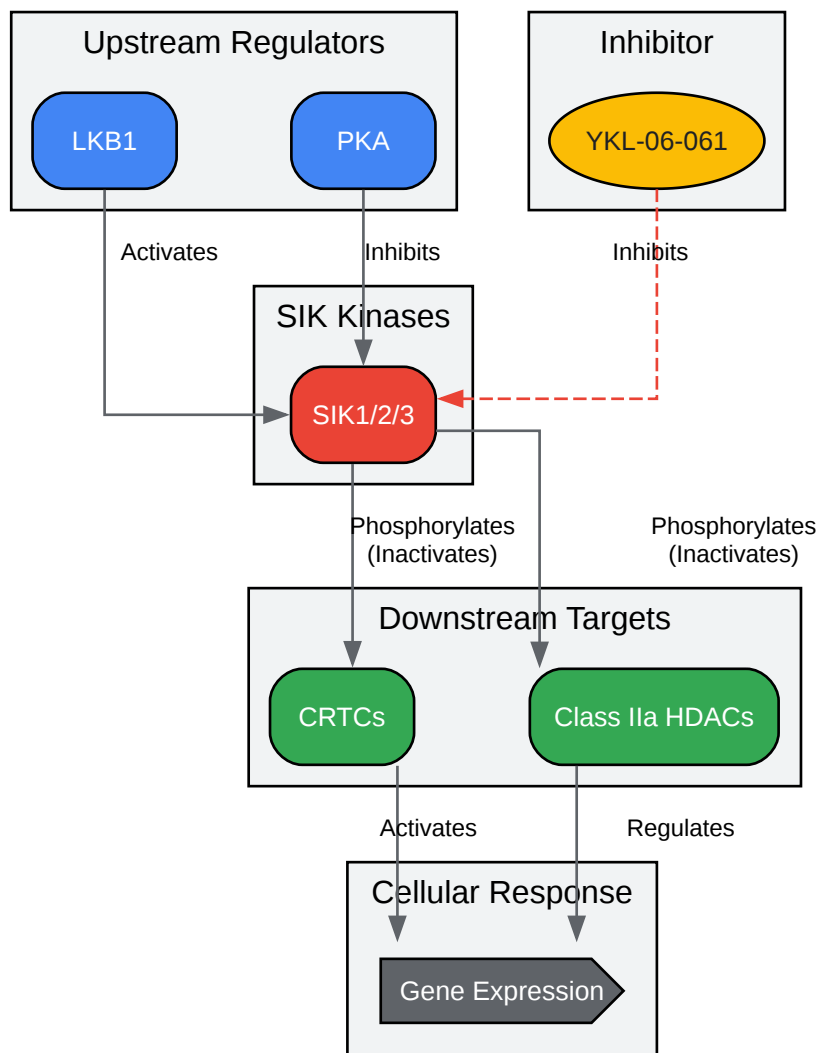 Upstream Regulators
Inhibitor
LKB1
PKA
YKL-06-061
Activates
Inhibits
Inhibits
SIK Kinases
SIK1/2/3
Phosphorylates
(Inactivates)
Phosphorylates
(Inactivates)
Downstream Targets
CRTCs
Class IIa HDACs
Activates
Regulates
Cellular Response
Gene Expression